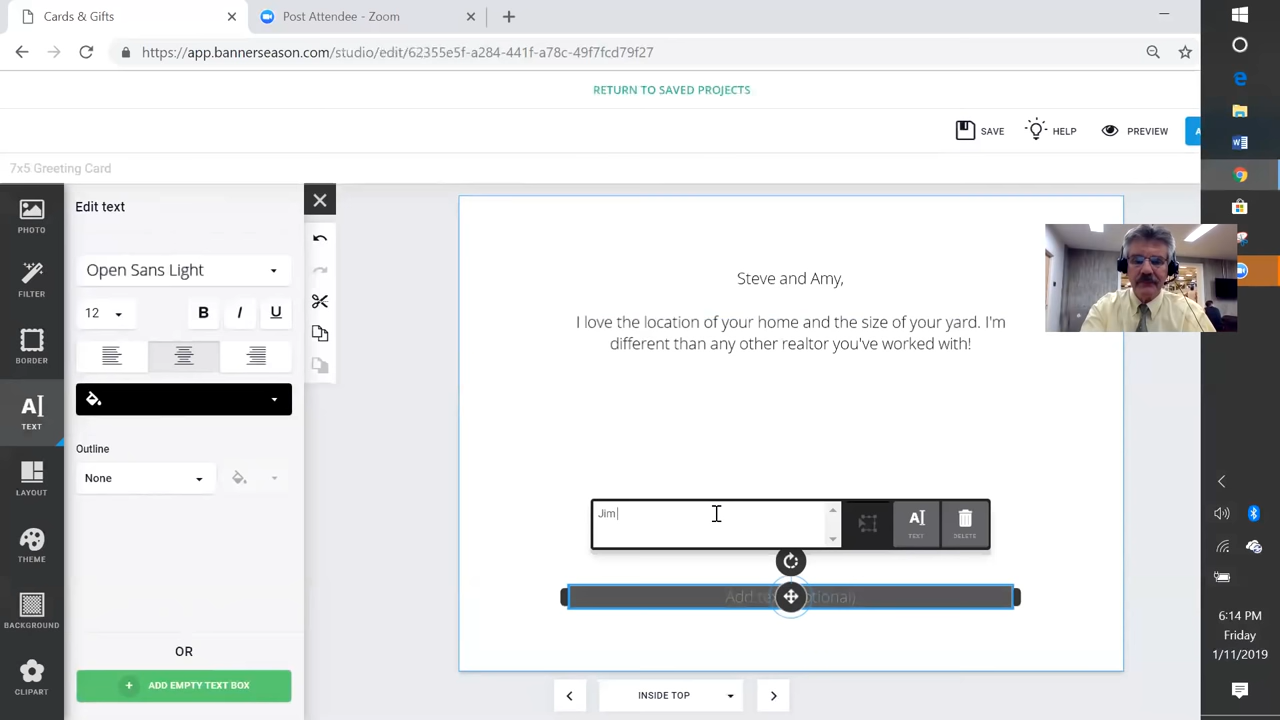 Cards & Gifts
Post Attendee - Zoom
https://app.bannerseason.com/studio/edit/62355e5f-a284-441f-a78c-49f7fcd79f27
RETURN TO SAVED PROJECTS
SAVE
HELP
PREVIEW
7x5 Greeting Card
PHOTO
FILTER
BORDER
TEXT
LAYOUT
THEME
BACKGROUND
CLIPART
Edit text
Open Sans Light
12
B I U
Outline
None
OR
+ ADD EMPTY TEXT BOX
Steve and Amy,
I love the location of your home and the size of your yard. I'm
different than any other realtor you've worked with!
Jim
AI
TEXT
DELETE
INSIDE TOP
6:14 PM
Friday
1/11/2019